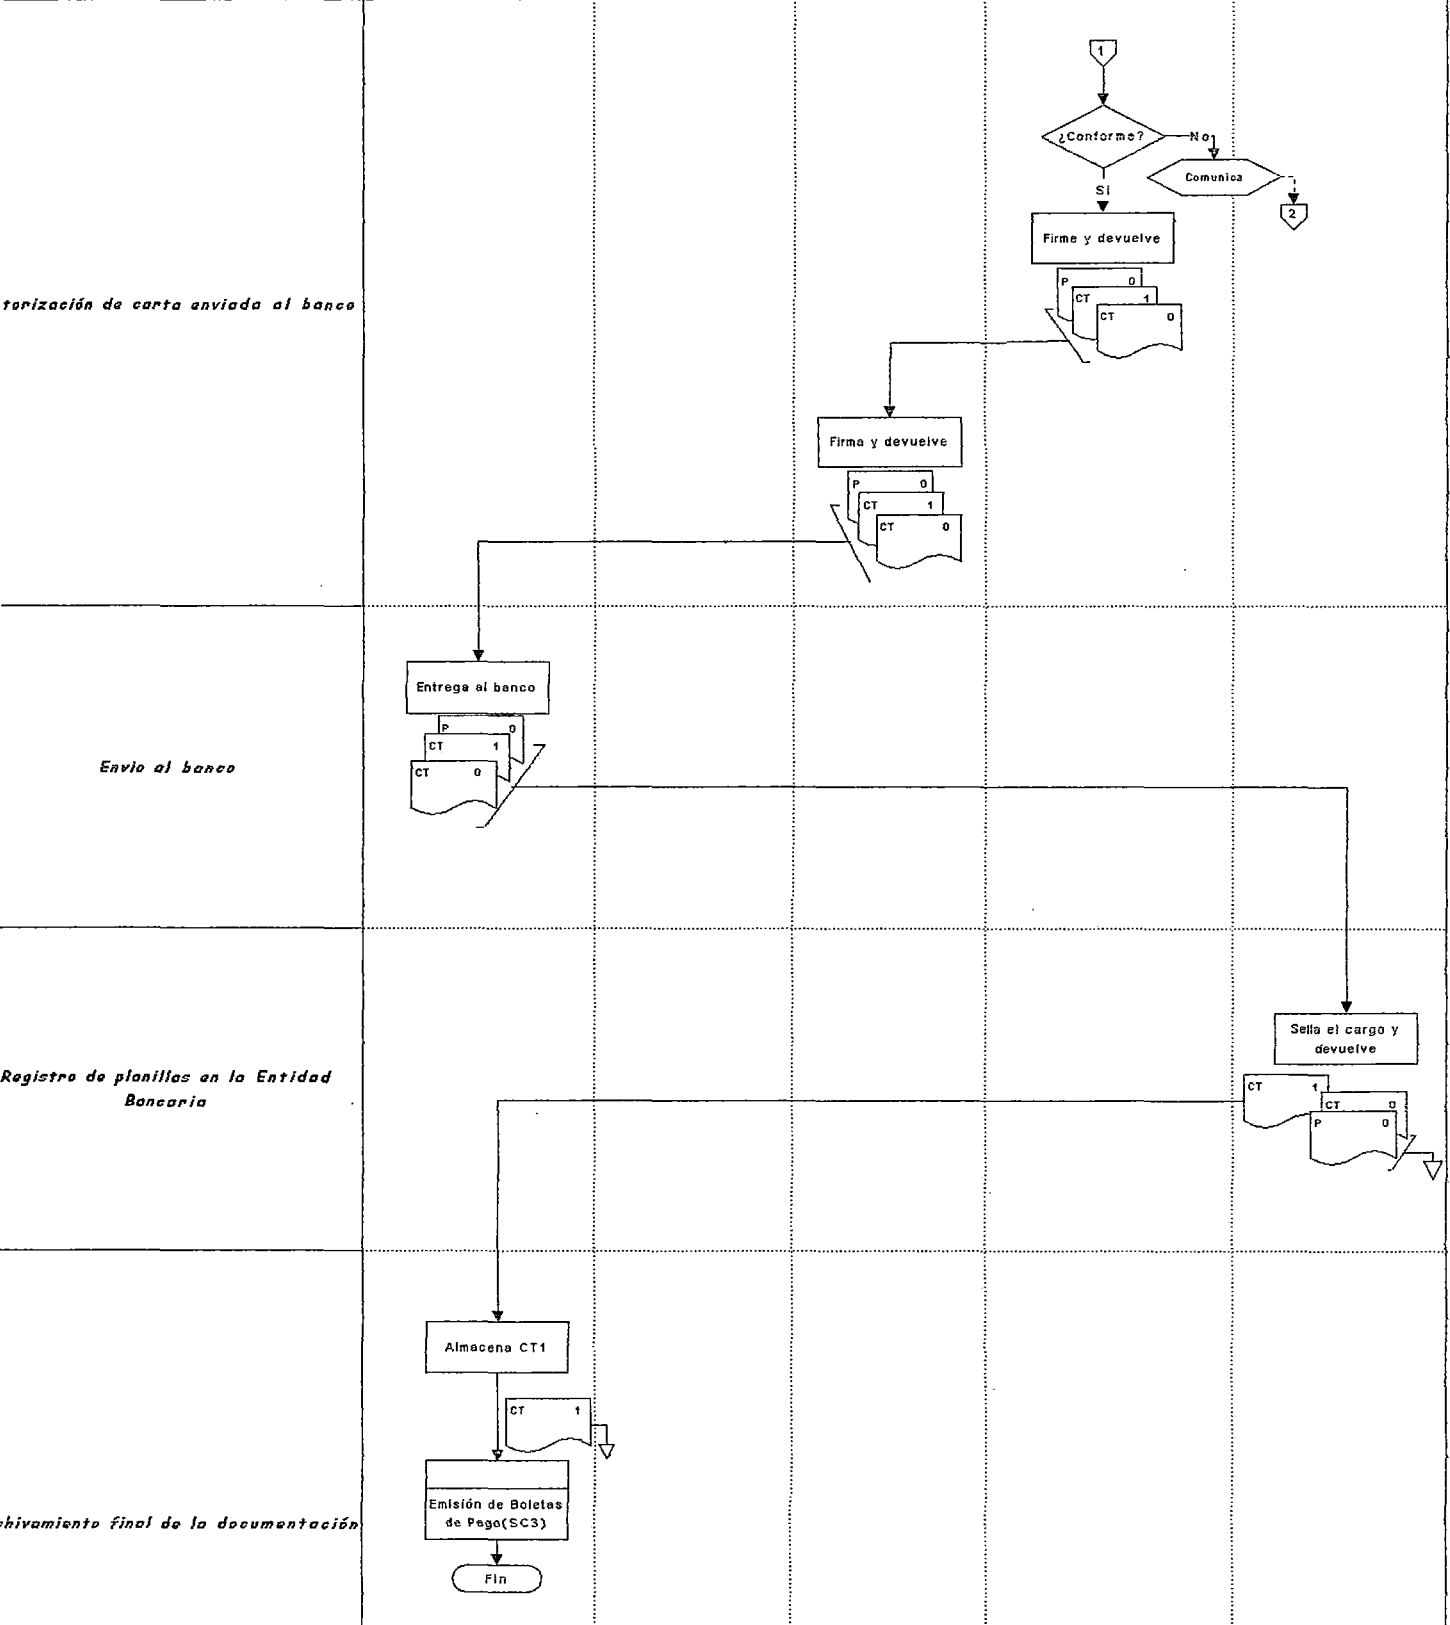 1
¿Conforme?
No
Comunica
2
Si
Firme y devuelve
P 0
CT 1
CT 0
torización de carta enviada al banco
Firma y devuelve
P 0
CT 1
CT 0
Entrega al banco
P 0
CT 1
CT 0
Envio al banco
Sella el cargo y
devuelve
Registro de planillas en la Entidad
Bancaria
CT 1
CT 0
P 0
Almacena CT1
CT 1
Emisión de Boletas
de Pago(SC3)
chivamiento final de la documentación
Fin